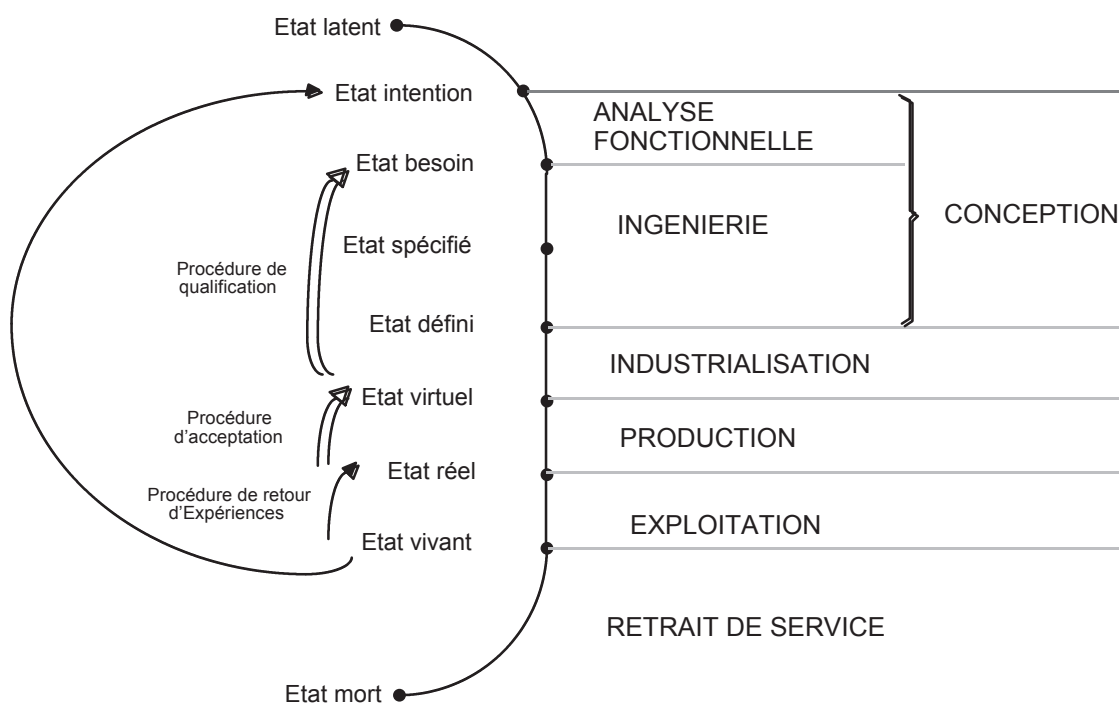 Etat latent
Etat intention
ANALYSE
FONCTIONNELLE
Etat besoin
CONCEPTION
INGENIERIE
Etat spécifié
Procédure de
qualification
Etat défini
INDUSTRIALISATION
Etat virtuel
Procédure
d'acceptation
PRODUCTION
Etat réel
Procédure de retour
d'Expériences
EXPLOITATION
Etat vivant
RETRAIT DE SERVICE
Etat mort